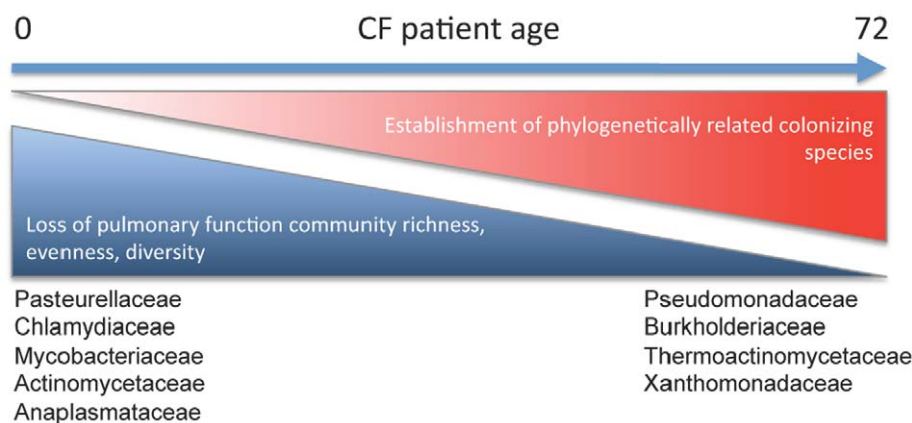 0 CF patient age 72
Establishment of phylogenetically related colonizing
species
Loss of pulmonary function community richness,
evenness, diversity
Pasteurellaceae
Chlamydiaceae
Mycobacteriaceae
Actinomycetaceae
Anaplasmataceae
Pseudomonadaceae
Burkholderiaceae
Thermoactinomycetaceae
Xanthomonadaceae